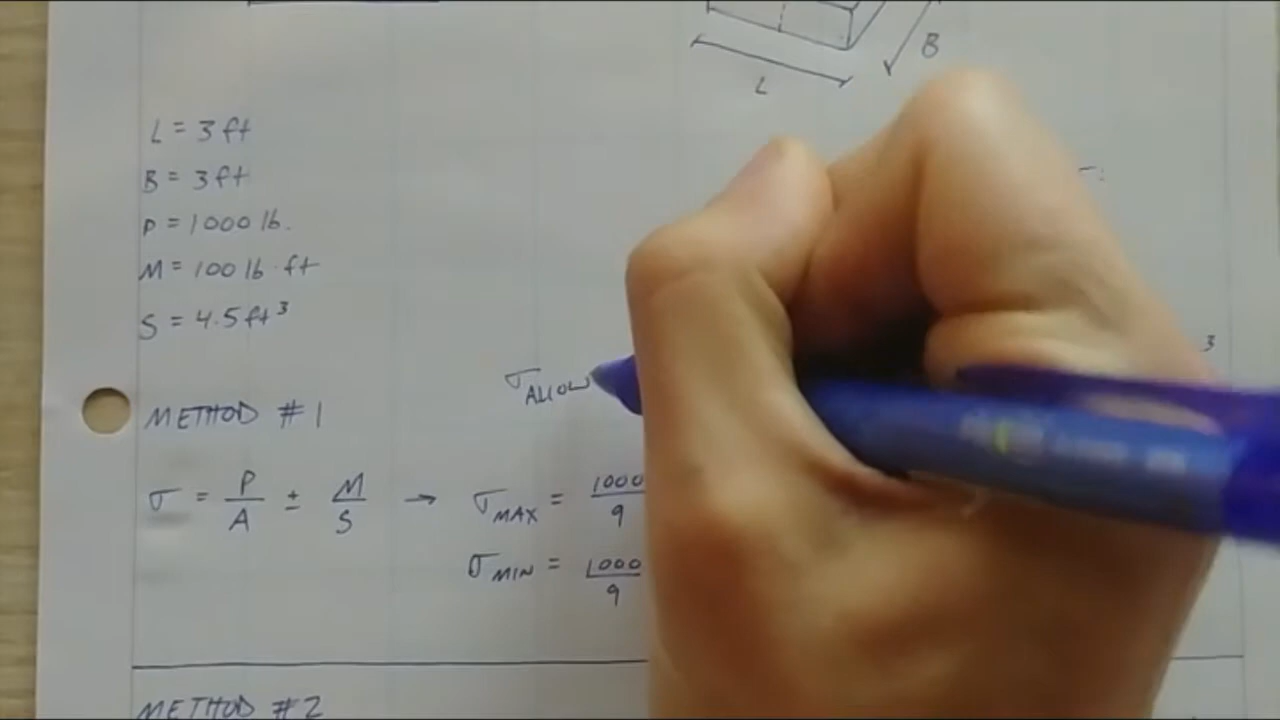 B
L
L = 3 ft
B = 3 ft
P = 1000 lb.
M = 100 lb·ft
S = 4.5 ft³
3
σALLOW
METHOD #1
σ = P/A ± M/S → σMAX = 1000/9
σMIN = 1000/9
METHOD #2